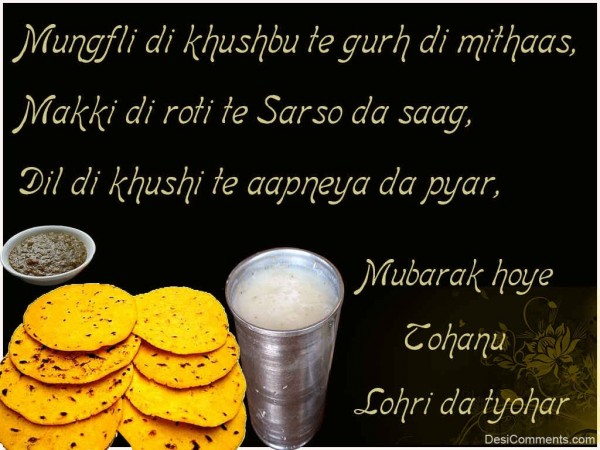 Mungfli di khushbu te gurh di mithaas,
Makki di roti te Sarso da saag,
Dil di khushi te aapneya da pyar,
Mubarak hoye
Tohanu
Lohri da tyohar
DesiComments.com